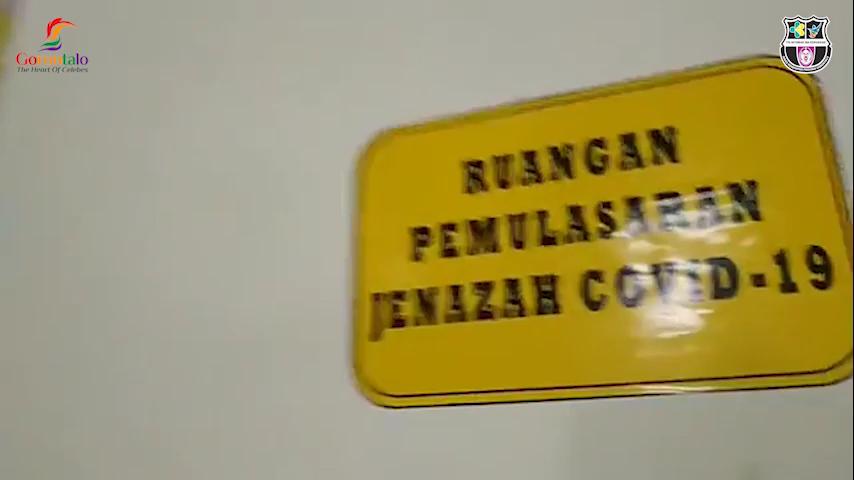 Gorontalo
The Heart Of Celebes
RUANGAN
PEMULASARAN
JENAZAH COVID-19